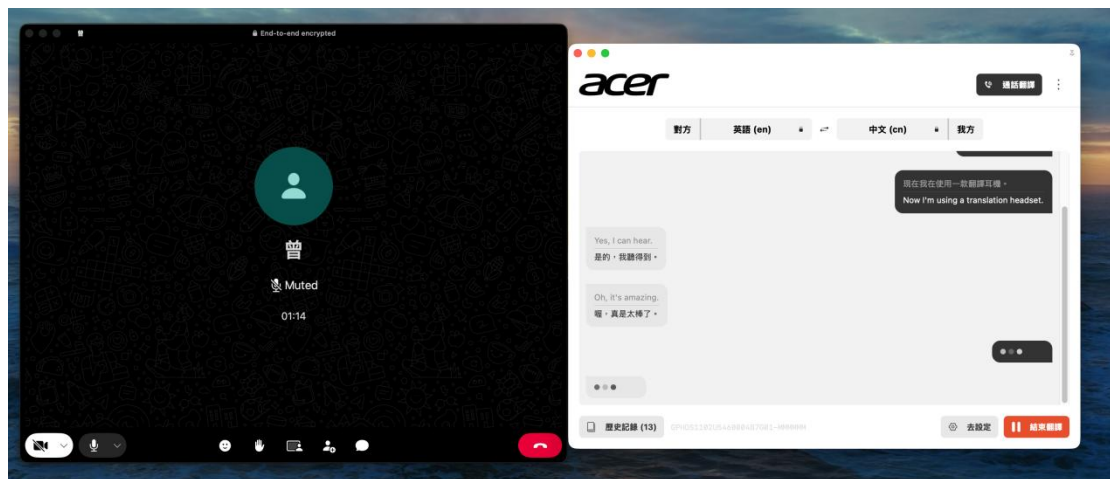 曾
End-to-end encrypted
曾
Muted
01:14
acer
通話翻譯
對方
英語 (en)
中文 (cn)
我方
現在我在使用一款翻譯耳機。
Now I'm using a translation headset.
Yes, I can hear.
是的，我聽得到。
Oh, it's amazing.
喔，真是太棒了。
歷史記錄 (13)
去設定
結束翻譯